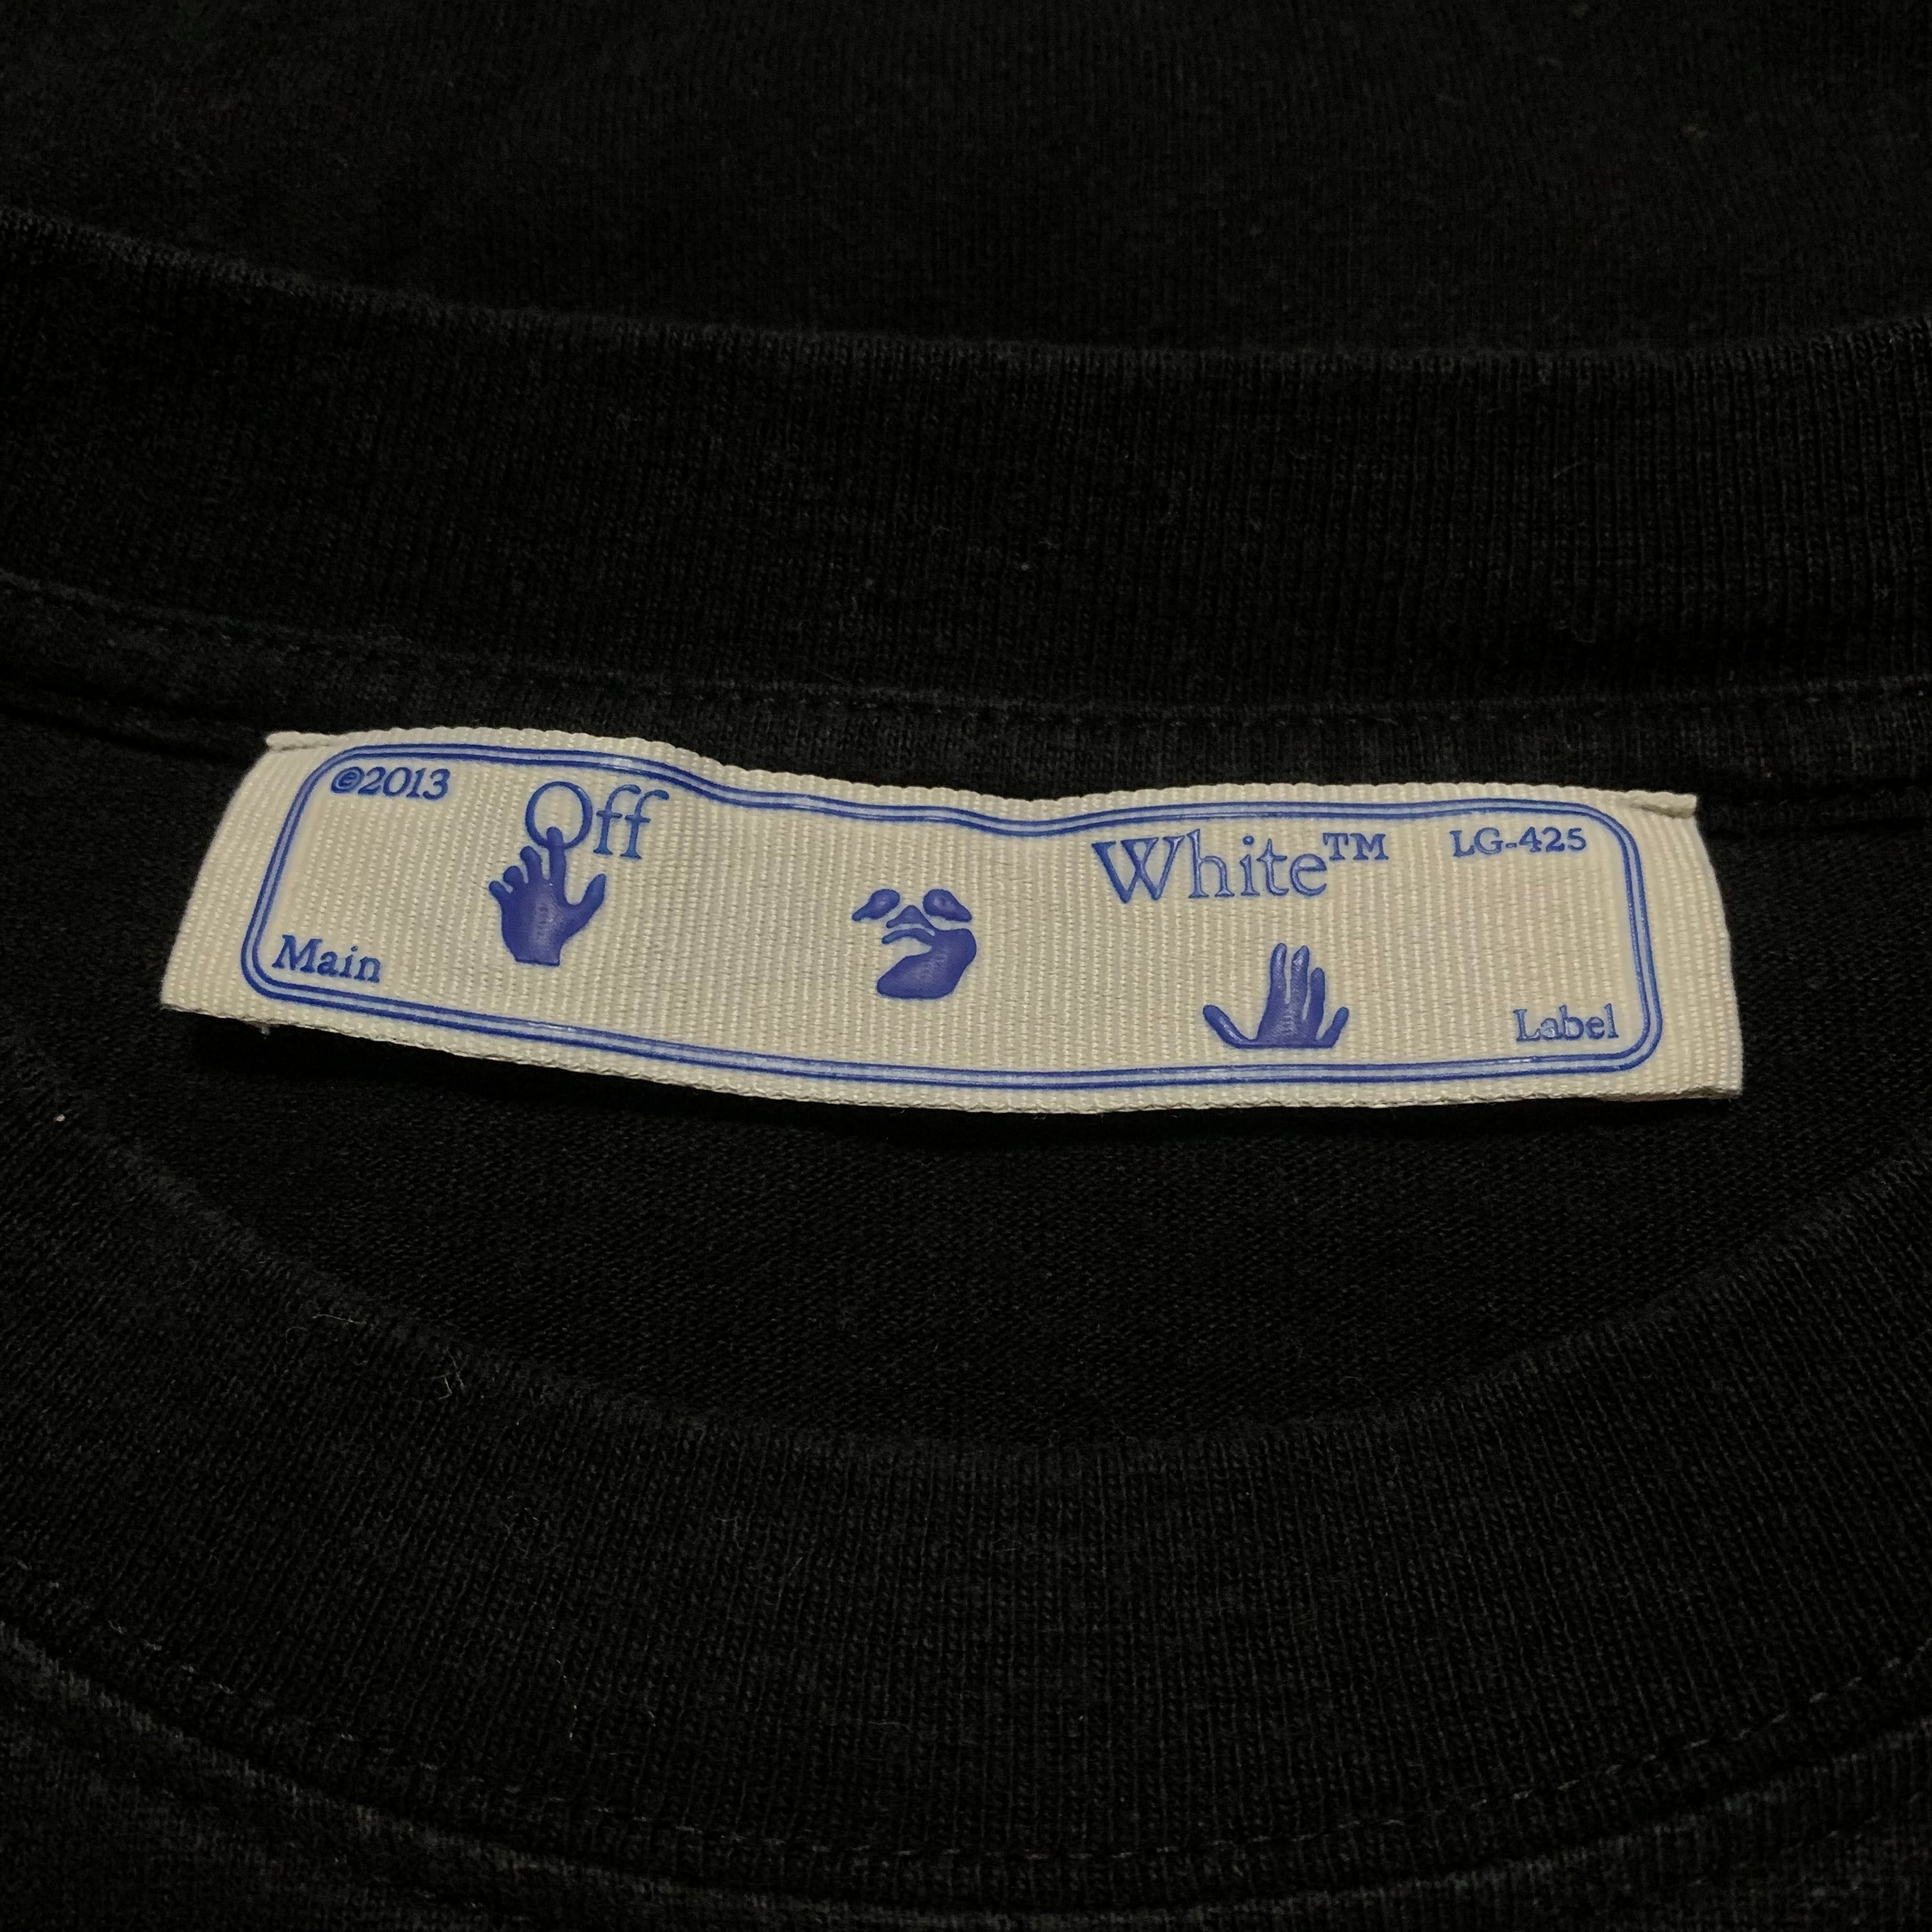 ©2013
Off
White™
LG-425
Main
Label